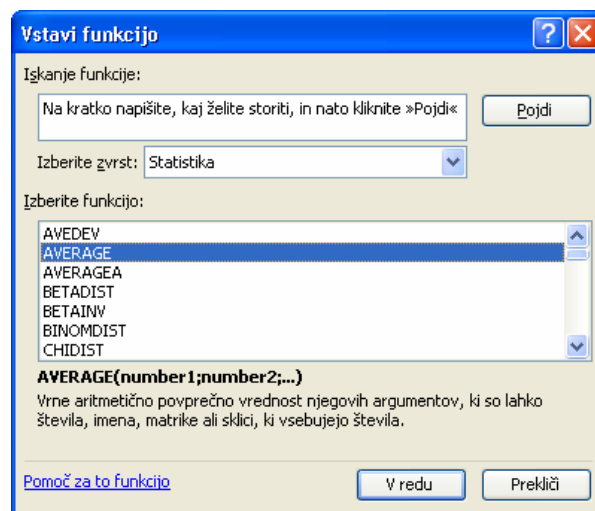 Vstavi funkcijo
Iskanje funkcije:
Na kratko napišite, kaj želite storiti, in nato kliknite »Pojdi«
Pojdi
Izberite zvrst:
Statistika
Izberite funkcijo:
AVEDEV
AVERAGE
AVERAGEA
BETADIST
BETAINV
BINOMDIST
CHIDIST
AVERAGE(number1;number2;...)
Vrne aritmetično povprečno vrednost njegovih argumentov, ki so lahko
števila, imena, matrike ali sklici, ki vsebujejo števila.
Pomoč za to funkcijo
V redu
Prekliči